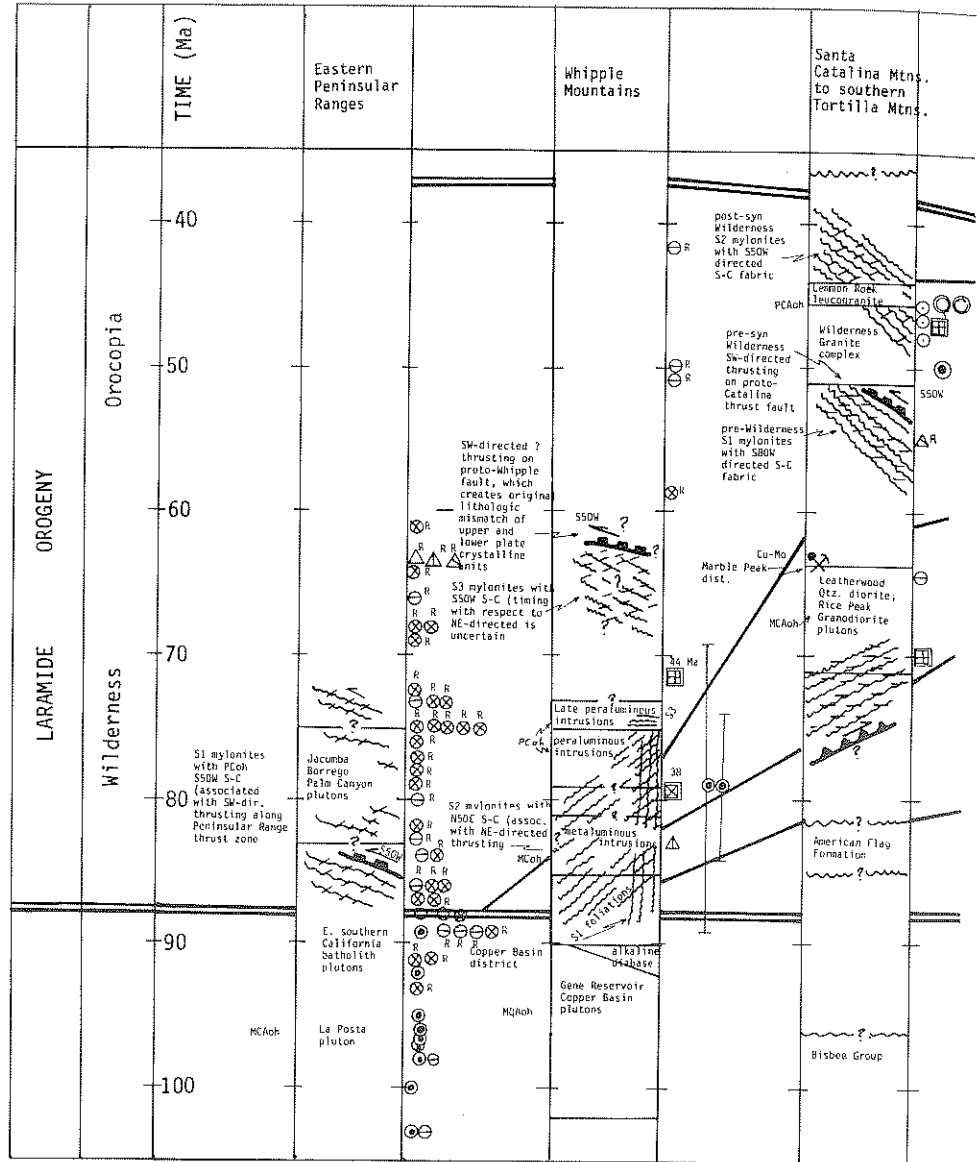 TIME (Ma)
Eastern
Peninsular
Ranges
Whipple
Mountains
Santa
Catalina Mtns.
to southern
Tortilla Mtns.
LARAMIDE OROGENY
Orocopia
Wilderness
40
50
60
70
80
90
100
S1 mylonites
with PCoh
S50W S-C
(associated
with SW-dir.
thrusting along
Peninsular Range
thrust zone
MCAoh
?
Jacumba
Borrego
Palm Canyon
plutons
?
S50W
E. southern
California
batholith
plutons
La Posta
pluton
R
R R R
R
R
R R
R
R
R R
R R R R
R
R
R
R
R
R
R
R R R
R
R
R R R
R
R R
R
Copper Basin
district
SW-directed ?
thrusting on
proto-Whipple
fault, which
creates original
lithologic
mismatch of
upper and
lower plate
crystalline
units
S3 mylonites with
S50W S-C (timing
with respect to
NE-directed is
uncertain
PCoh
S2 mylonites with
N50E S-C (assoc.
with NE-directed
thrusting
MCoh
S50W
?
?
?
?
?
Late peraluminous
intrusions
peraluminous
intrusions
?
?
metaluminous
intrusions
S1 foliations
alkaline
diabase
Gene Reservoir
Copper Basin
plutons
R
R
R
R
44 Ma
38
post-syn
Wilderness
S2 mylonites
with S50W
directed
S-C fabric
PCAoh
pre-syn
Wilderness
SW-directed
thrusting
on proto-
Catalina
thrust fault
pre-Wilderness
S1 mylonites
with S80W
directed S-C
fabric
Cu-Mo
Marble Peak
dist.
MCAoh
?
Lemmon Rock
leucogranite
Wilderness
Granite
complex
S50W
R
Leatherwood
Qtz. diorite;
Rice Peak
Granodiorite
plutons
R
?
?
American Flag
Formation
?
?
Bisbee Group